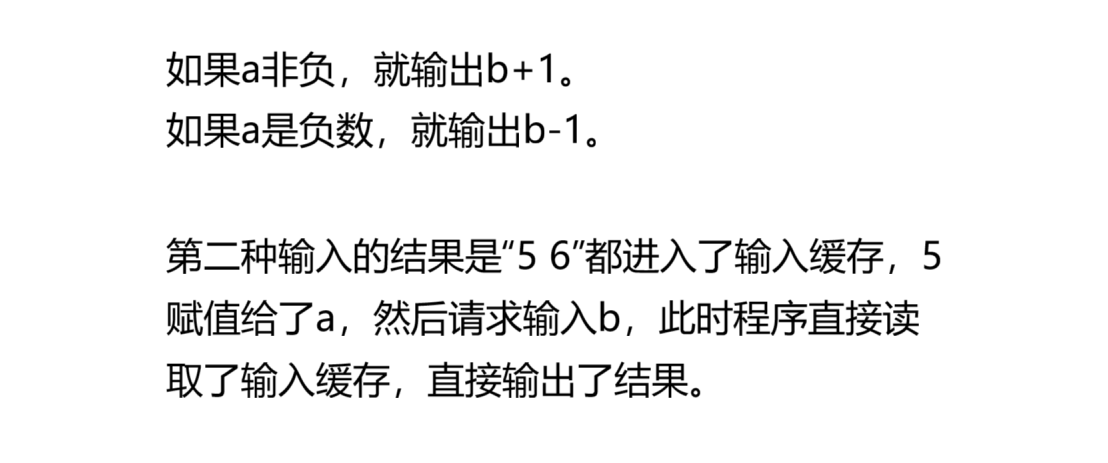 如果a非负，就输出b+1。
如果a是负数，就输出b-1。
第二种输入的结果是“5 6”都进入了输入缓存，5
赋值给了a，然后请求输入b，此时程序直接读
取了输入缓存，直接输出了结果。